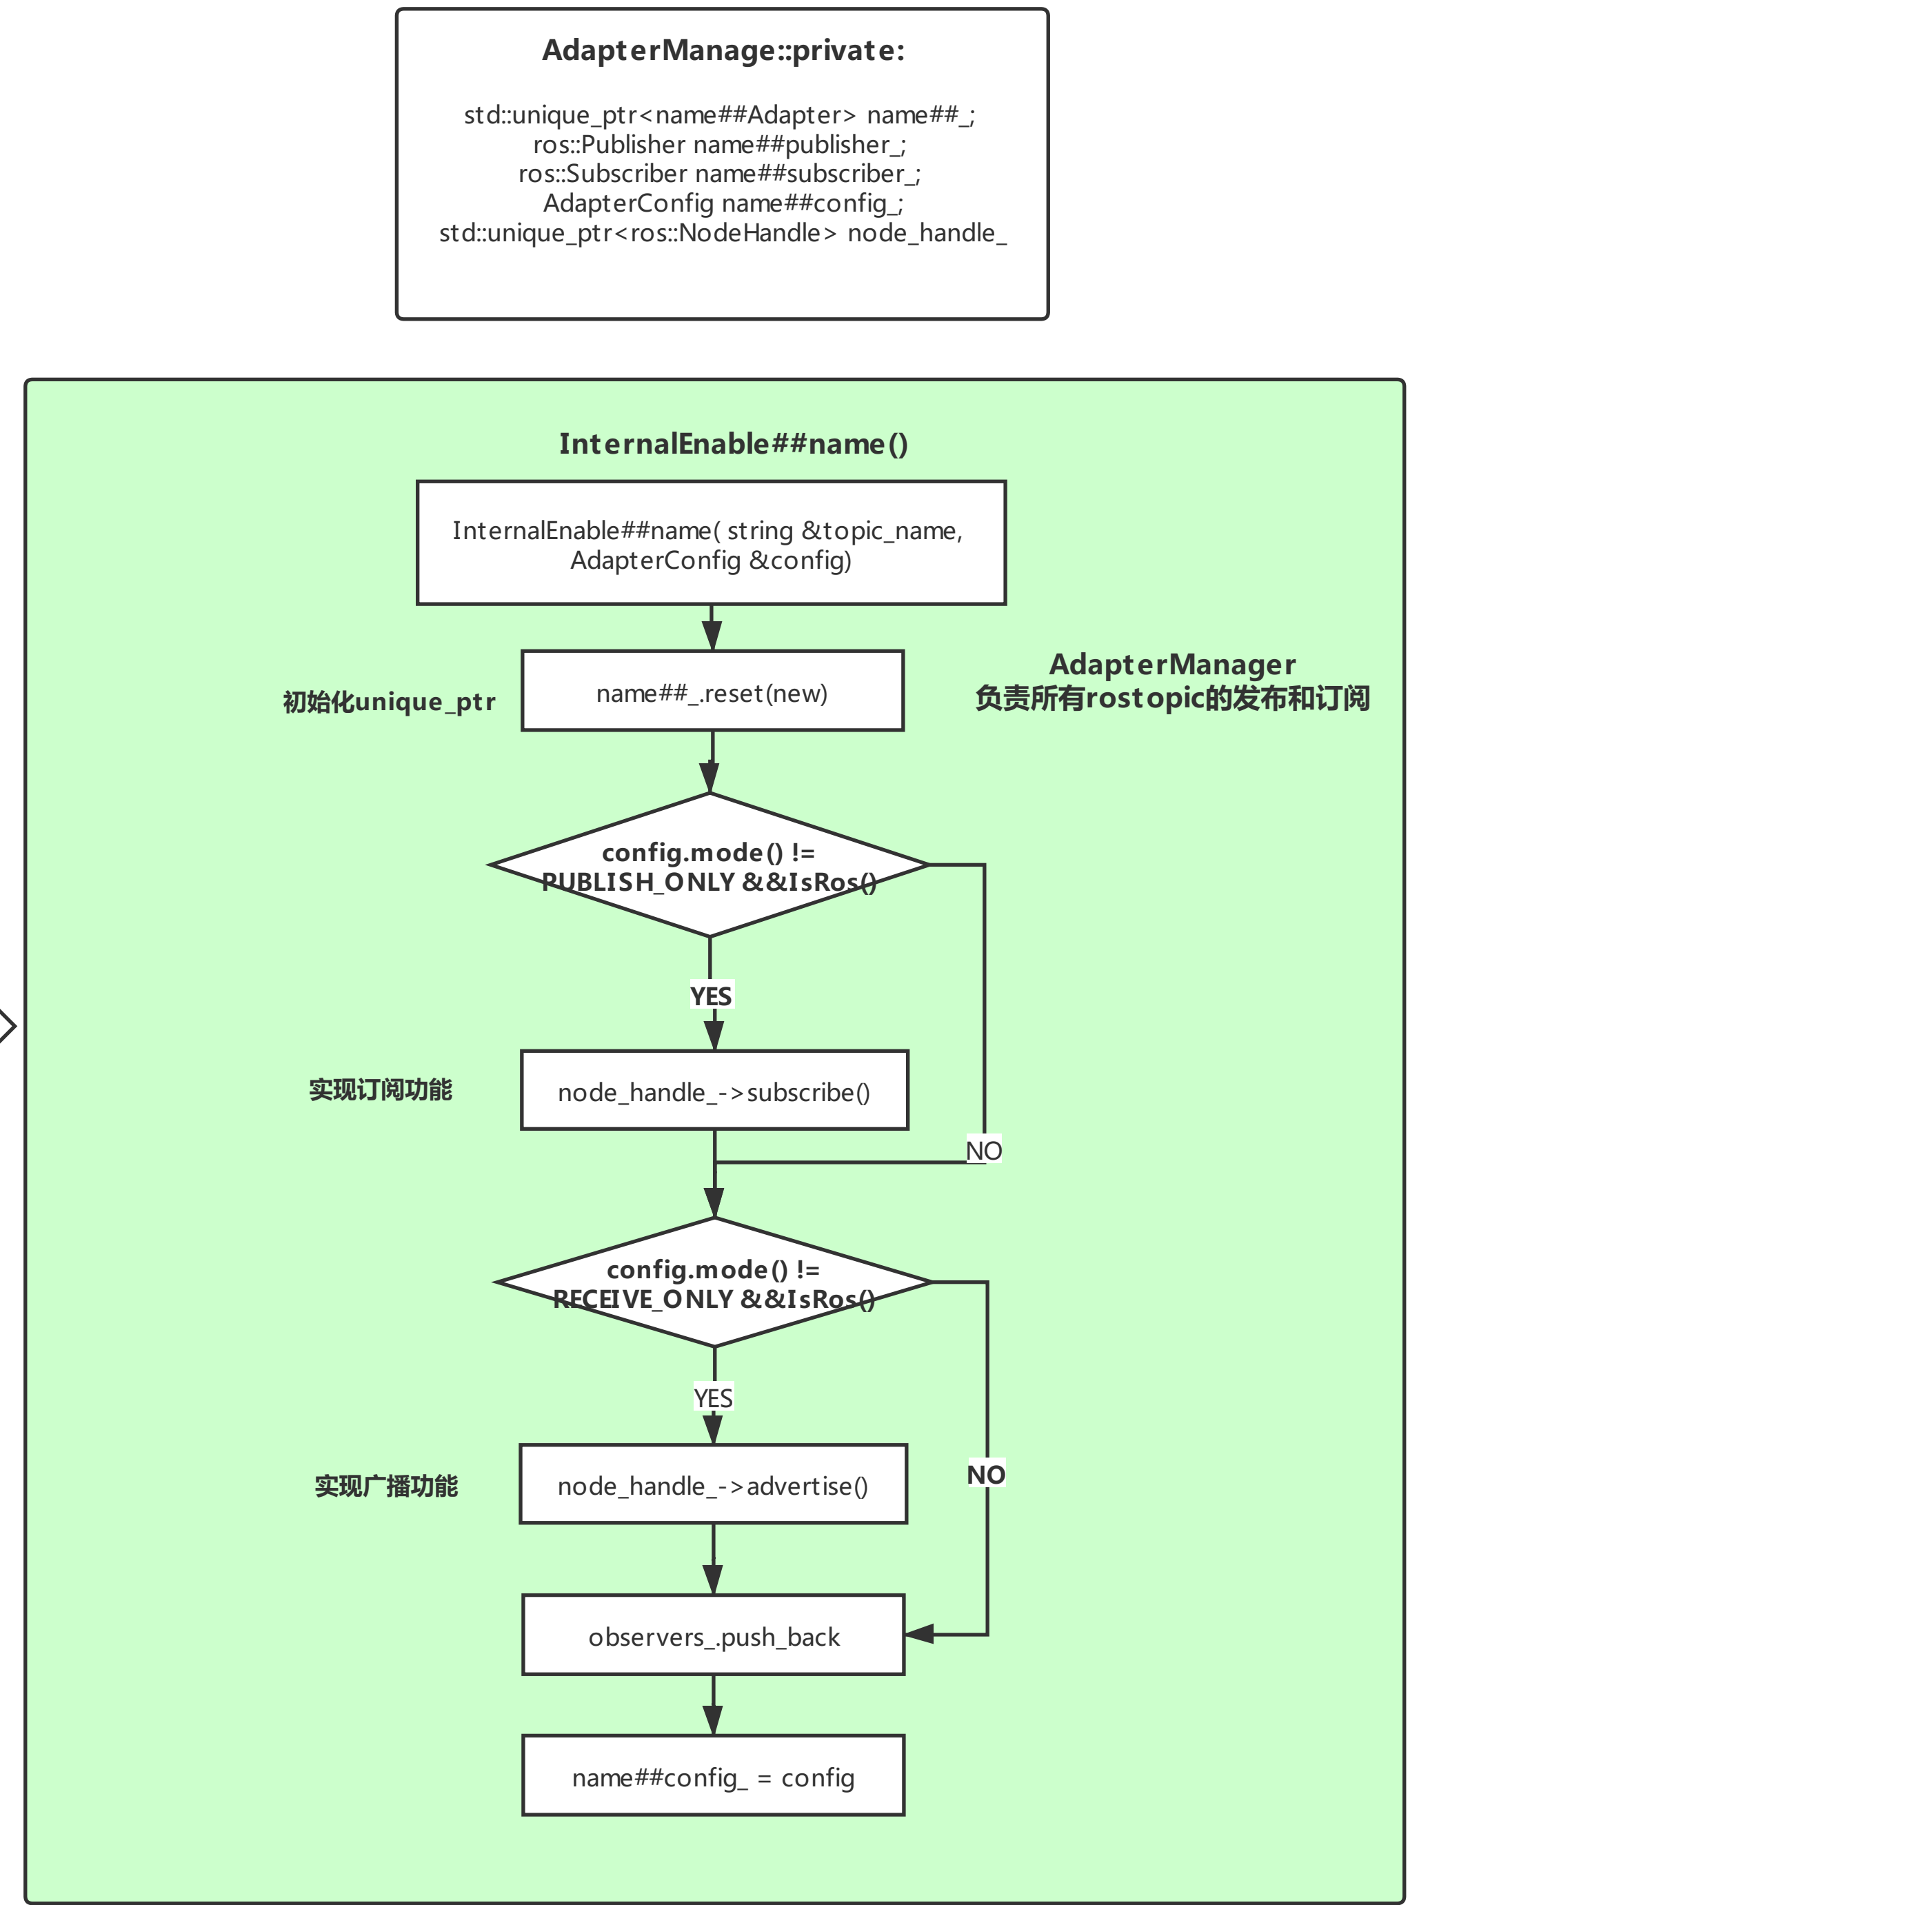 AdapterManage::private:
std::unique_ptr<name##Adapter> name##_;
ros::Publisher name##publisher_;
ros::Subscriber name##subscriber_;
AdapterConfig name##config_;
std::unique_ptr<ros::NodeHandle> node_handle_
InternalEnable##name()
InternalEnable##name( string &topic_name,
AdapterConfig &config)
初始化unique_ptr
name##_.reset(new)
AdapterManager
负责所有rostopic的发布和订阅
config.mode() !=
PUBLISH_ONLY &&IsRos()
YES
实现订阅功能
node_handle_->subscribe()
NO
config.mode() !=
RECEIVE_ONLY &&IsRos()
YES
实现广播功能
node_handle_->advertise()
NO
observers_.push_back
name##config_ = config